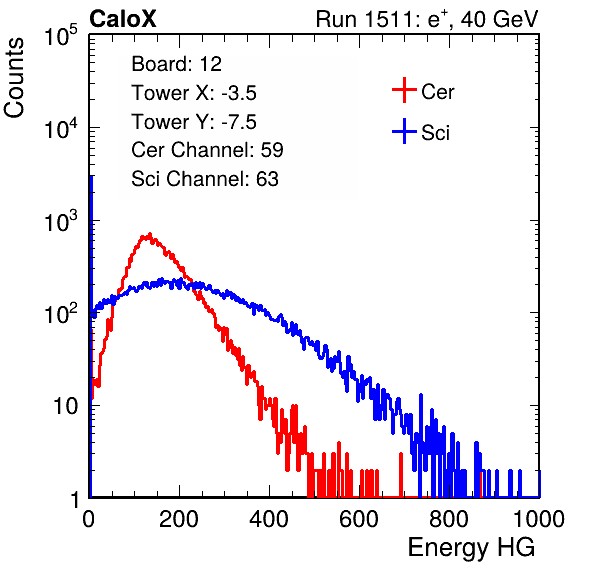 CaloX Run 1511: e⁺, 40 GeV
Counts
10⁵
10⁴
10³
10²
10
1
Board: 12
Tower X: -3.5
Tower Y: -7.5
Cer Channel: 59
Sci Channel: 63
Cer
Sci
0 200 400 600 800 1000
Energy HG